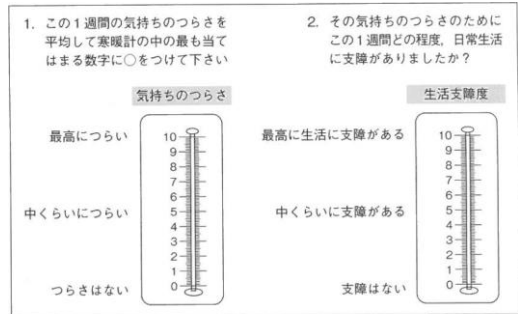 1. この1週間の気持ちのつらさを
平均して寒暖計の中の最も当て
はまる数字に○をつけて下さい
気持ちのつらさ
最高につらい
中くらいにつらい
つらさはない
10
9
8
7
6
5
4
3
2
1
0
2. その気持ちのつらさのために
この1週間どの程度，日常生活
に支障がありましたか？
生活支障度
最高に生活に支障がある
中くらいに支障がある
支障はない
10
9
8
7
6
5
4
3
2
1
0